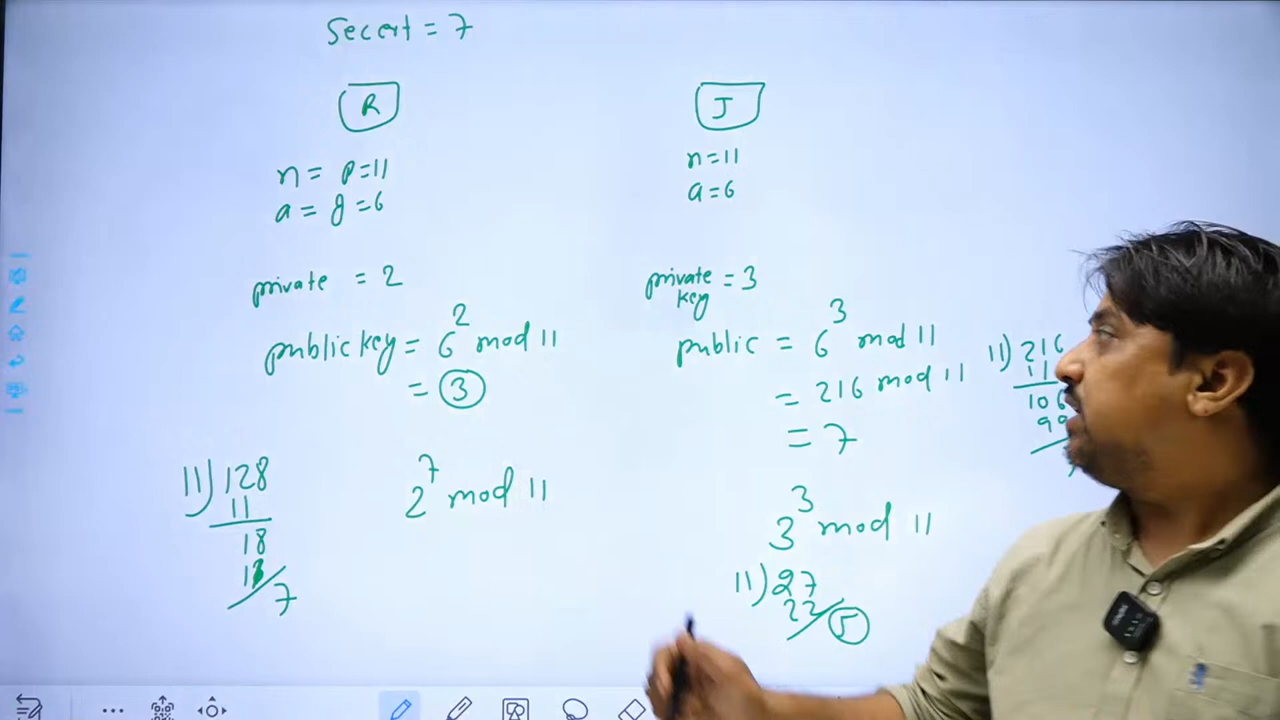 Secert = 7
R
n = p = 11
a = g = 6
private = 2
public key = 6^2 mod 11
= 3
11) 128
11
18
11
7
2^7 mod 11
J
n = 11
a = 6
private key = 3
public = 6^3 mod 11
= 216 mod 11
= 7
11) 216
11
106
99
3^3 mod 11
11) 27
22
5